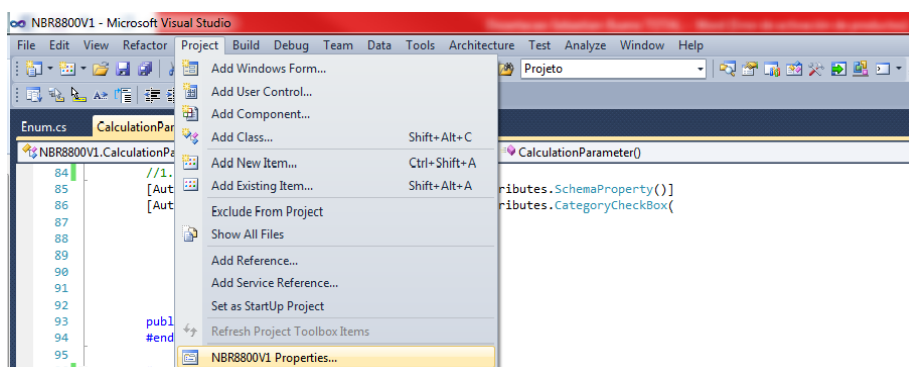 NBR8800V1 - Microsoft Visual Studio
File Edit View Refactor Project Build Debug Team Data Tools Architecture Test Analyze Window Help
Add Windows Form...
Projeto
Add User Control...
Add Component...
Enum.cs CalculationPar
Add Class... Shift+Alt+C
NBR8800V1.CalculationPa
CalculationParameter()
Add New Item... Ctrl+Shift+A
84 //1.
85 [Aut
Add Existing Item... Shift+Alt+A
ributes.SchemaProperty()]
86 [Aut
ributes.CategoryCheckBox(
Exclude From Project
87
Show All Files
88
89
Add Reference...
90
Add Service Reference...
91
92
Set as StartUp Project
93 publ
Refresh Project Toolbox Items
94 #end
95
NBR8800V1 Properties...